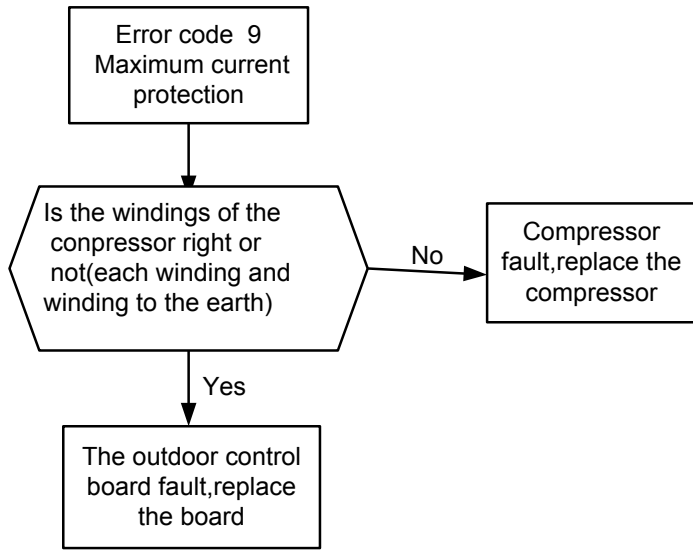 Error code  9
Maximum current
protection
Is the windings of the
conpressor right or
not(each winding and
winding to the earth)
No
Compressor
fault,replace the
compressor
Yes
The outdoor control
board fault,replace
the board